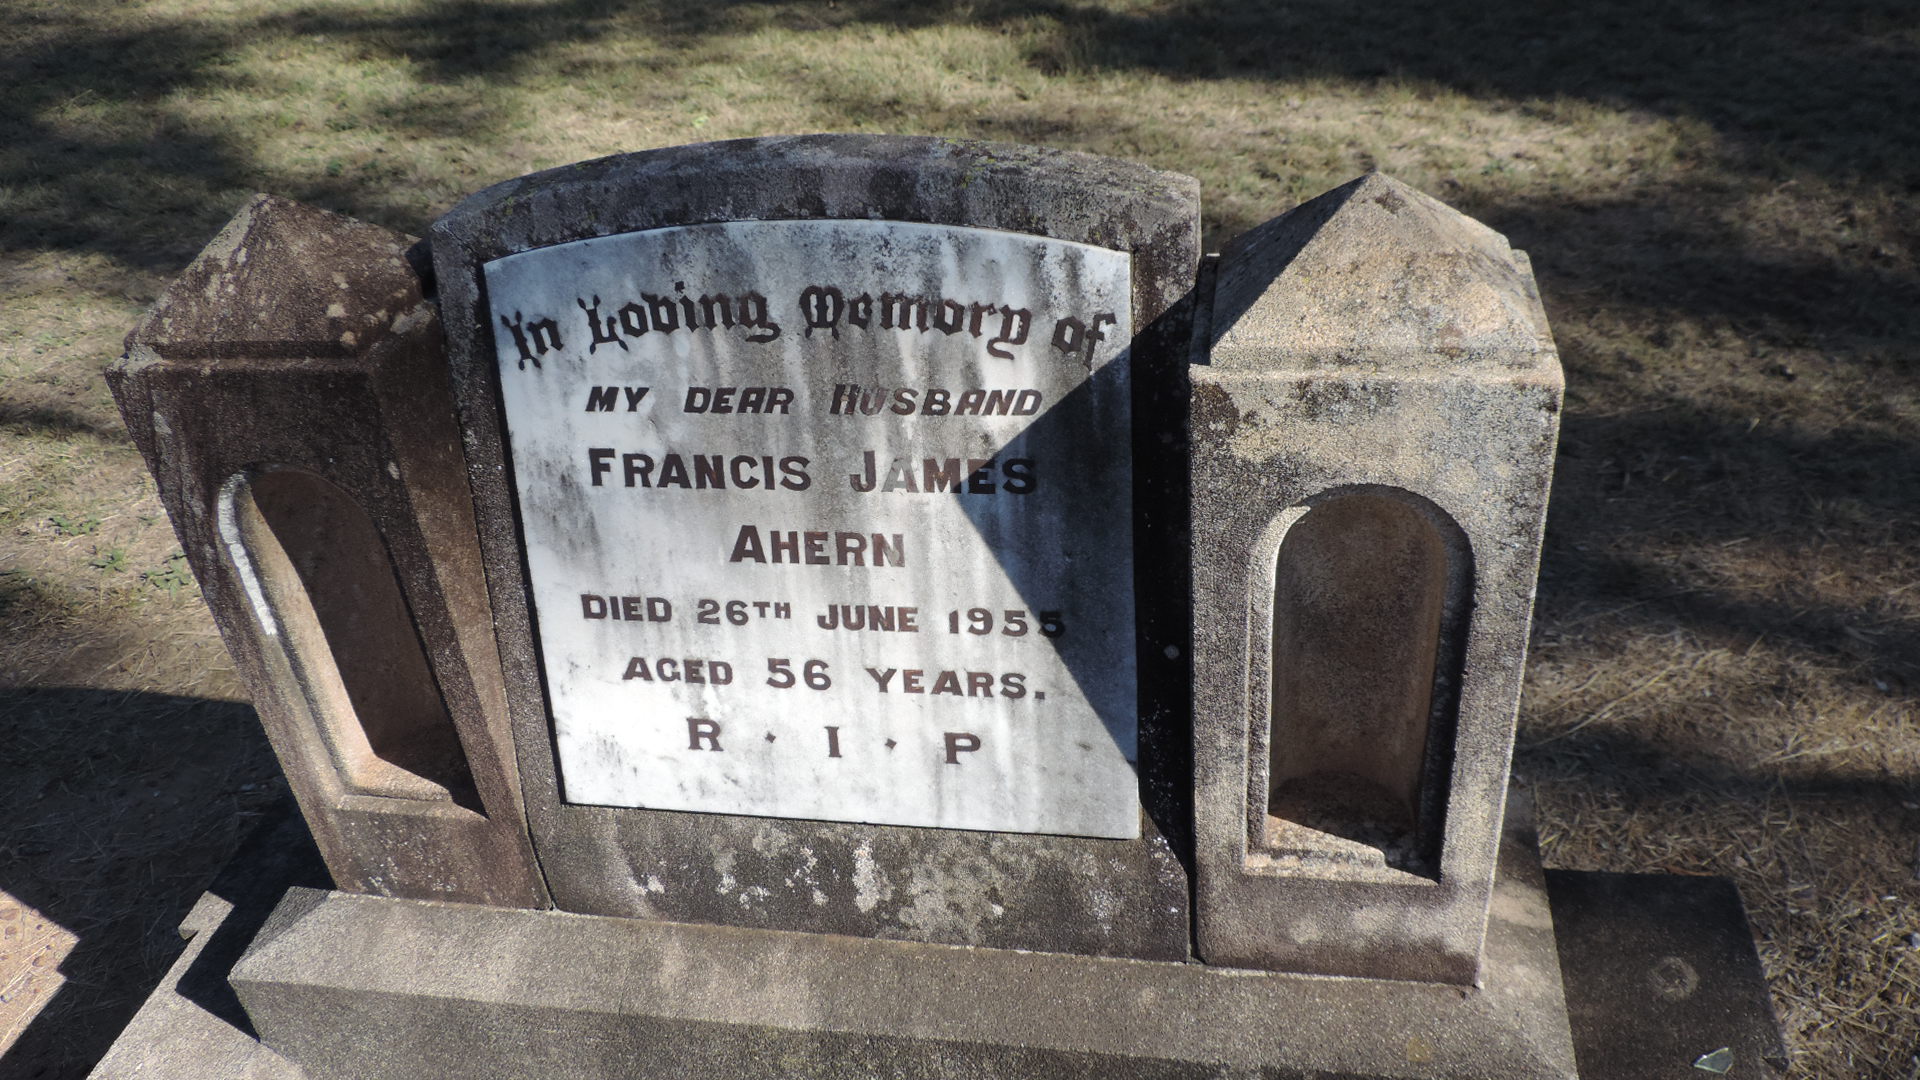 In Loving Memory of
MY DEAR HUSBAND
FRANCIS JAMES
AHERN
DIED 26TH JUNE 1955
AGED 56 YEARS.
R · I · P